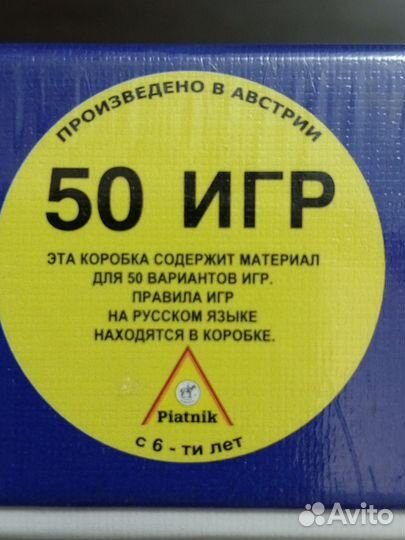 ПРОИЗВЕДЕНО В АВСТРИИ
50 ИГР
ЭТА КОРОБКА СОДЕРЖИТ МАТЕРИАЛ
ДЛЯ 50 ВАРИАНТОВ ИГР.
ПРАВИЛА ИГР
НА РУССКОМ ЯЗЫКЕ
НАХОДЯТСЯ В КОРОБКЕ.
Piatnik
с 6 - ти лет
Avito